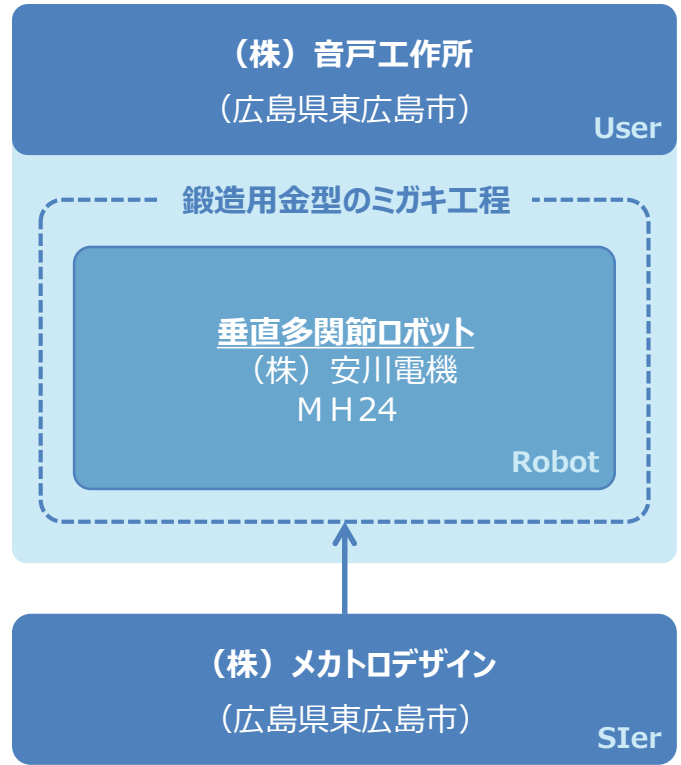 （株）音戸工作所
（広島県東広島市）
User
鍛造用金型のミガキ工程
垂直多関節ロボット
（株）安川電機
ＭＨ24
Robot
（株）メカトロデザイン
（広島県東広島市）
SIer